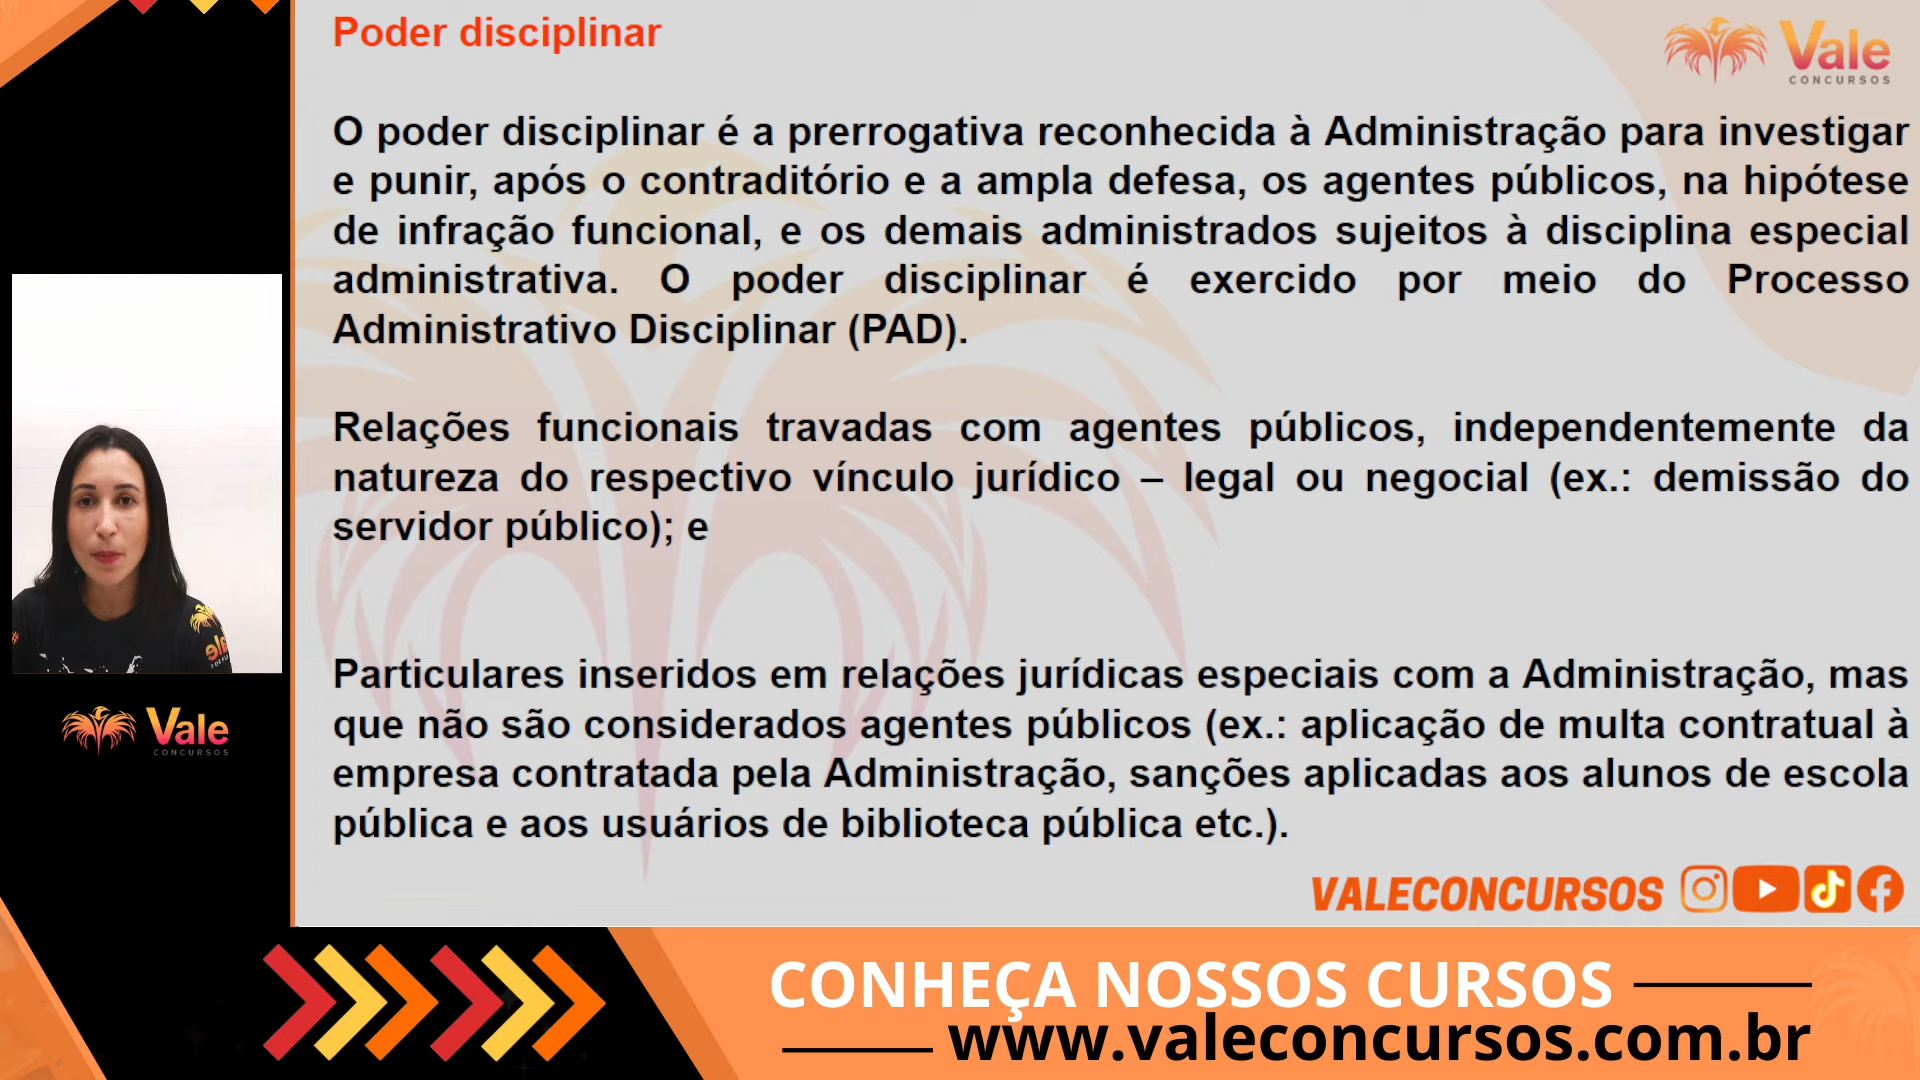 Poder disciplinar
Vale
CONCURSOS
O poder disciplinar é a prerrogativa reconhecida à Administração para investigar
e punir, após o contraditório e a ampla defesa, os agentes públicos, na hipótese
de infração funcional, e os demais administrados sujeitos à disciplina especial
administrativa. O poder disciplinar é exercido por meio do Processo
Administrativo Disciplinar (PAD).
Relações funcionais travadas com agentes públicos, independentemente da
natureza do respectivo vínculo jurídico – legal ou negocial (ex.: demissão do
servidor público); e
Particulares inseridos em relações jurídicas especiais com a Administração, mas
que não são considerados agentes públicos (ex.: aplicação de multa contratual à
empresa contratada pela Administração, sanções aplicadas aos alunos de escola
pública e aos usuários de biblioteca pública etc.).
Vale
CONCURSOS
VALECONCURSOS
CONHEÇA NOSSOS CURSOS
www.valeconcursos.com.br